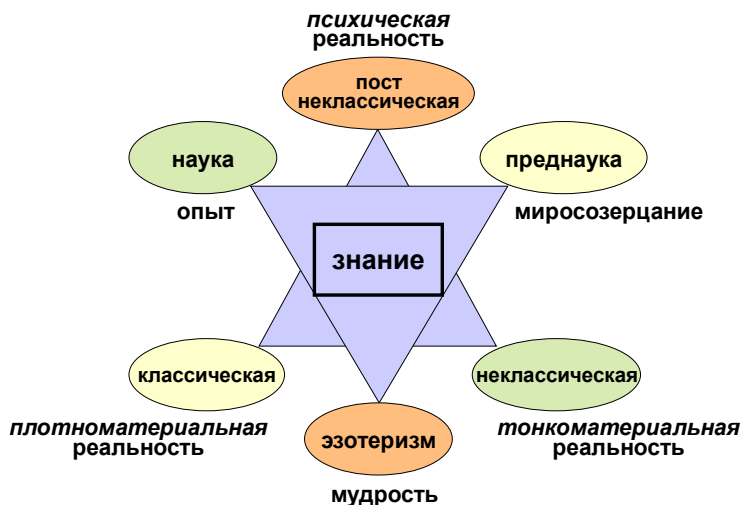 психическая
реальность
пост
неклассическая
наука
преднаука
опыт
миросозерцание
знание
классическая
неклассическая
плотноматериальная
реальность
эзотеризм
тонкоматериальная
реальность
мудрость